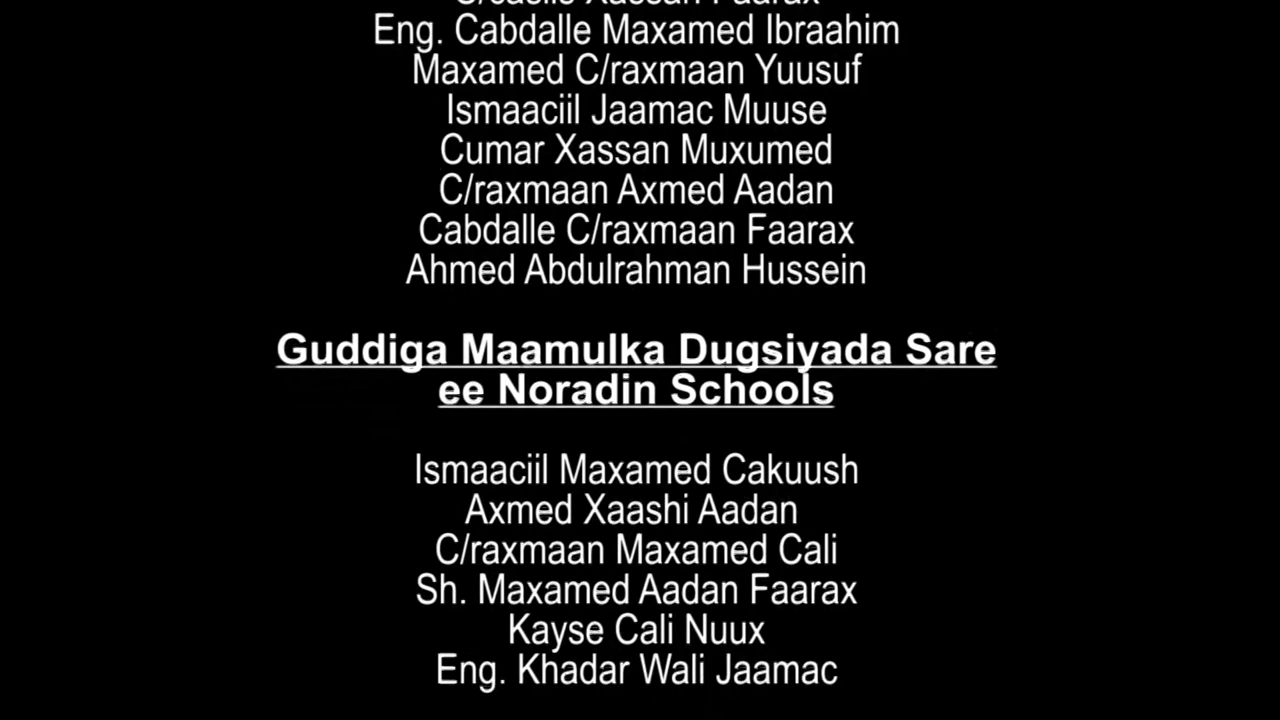 Eng. Cabdalle Maxamed Ibraahim
Maxamed C/raxmaan Yuusuf
Ismaaciil Jaamac Muuse
Cumar Xassan Muxumed
C/raxmaan Axmed Aadan
Cabdalle C/raxmaan Faarax
Ahmed Abdulrahman Hussein
Guddiga Maamulka Dugsiyada Sare
ee Noradin Schools
Ismaaciil Maxamed Cakuush
Axmed Xaashi Aadan
C/raxmaan Maxamed Cali
Sh. Maxamed Aadan Faarax
Kayse Cali Nuux
Eng. Khadar Wali Jaamac